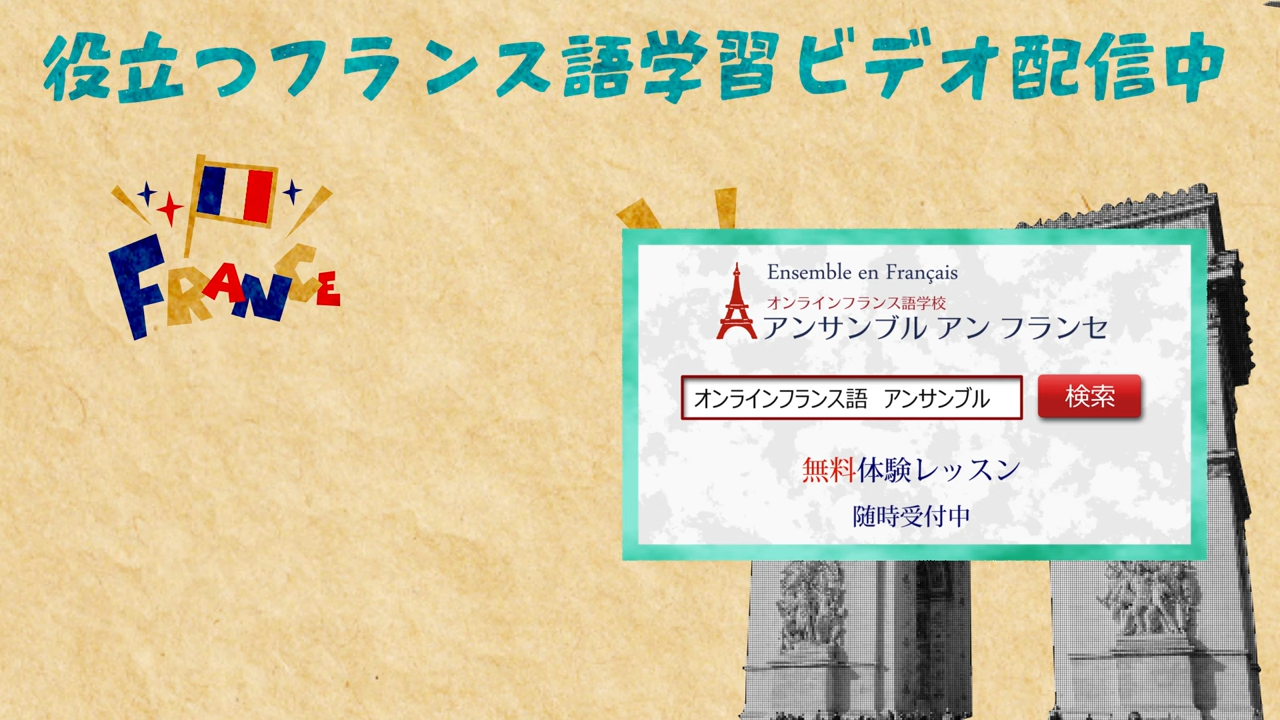 役立つフランス語学習ビデオ配信中
FRANCE
Ensemble en Français
オンラインフランス語学校
アンサンブル アン フランセ
オンラインフランス語 アンサンブル
検索
無料体験レッスン
随時受付中